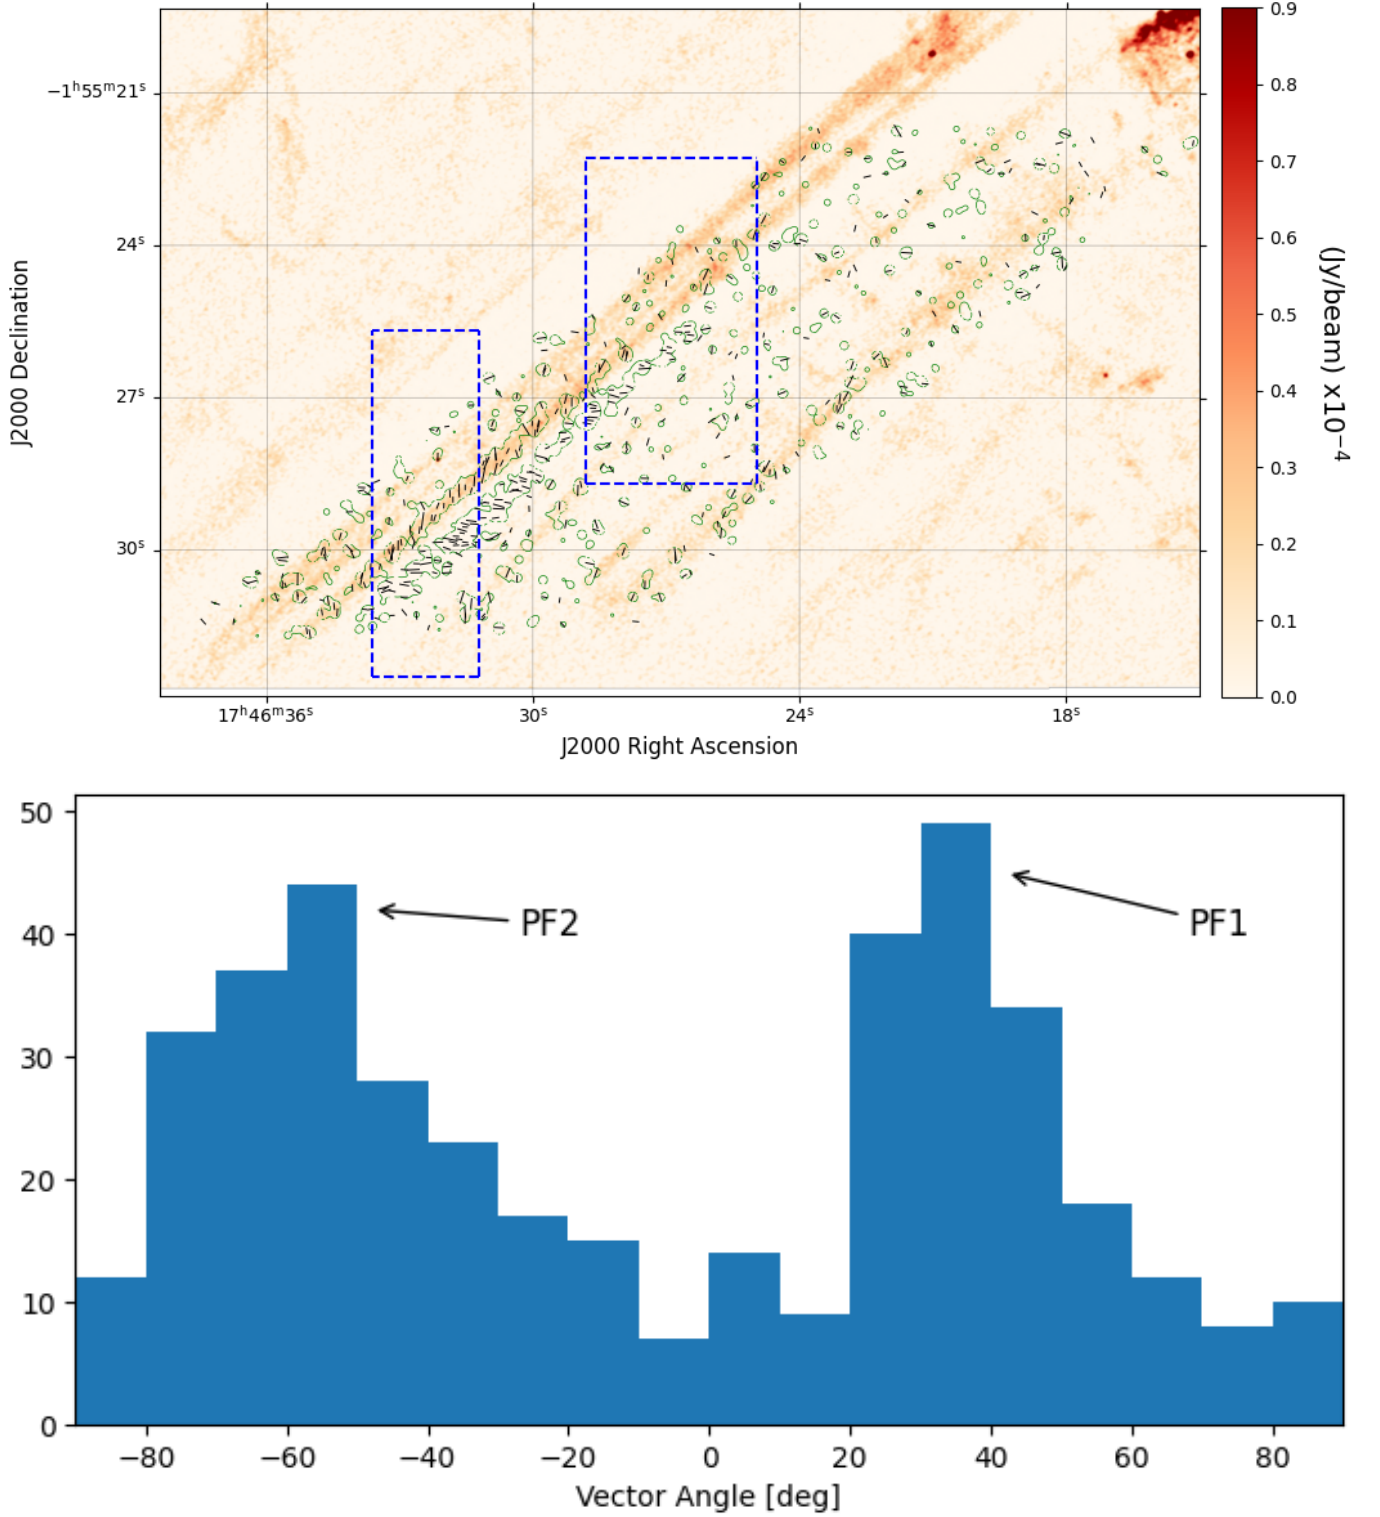 −1ʰ55ᵐ21ˢ
24ˢ
27ˢ
30ˢ
J2000 Declination
17ʰ46ᵐ36ˢ
30ˢ
24ˢ
18ˢ
J2000 Right Ascension
0.9
0.8
0.7
0.6
0.5
0.4
0.3
0.2
0.1
0.0
(Jy/beam) x10⁻⁴
50
40
30
20
10
0
PF2
PF1
−80
−60
−40
−20
0
20
40
60
80
Vector Angle [deg]